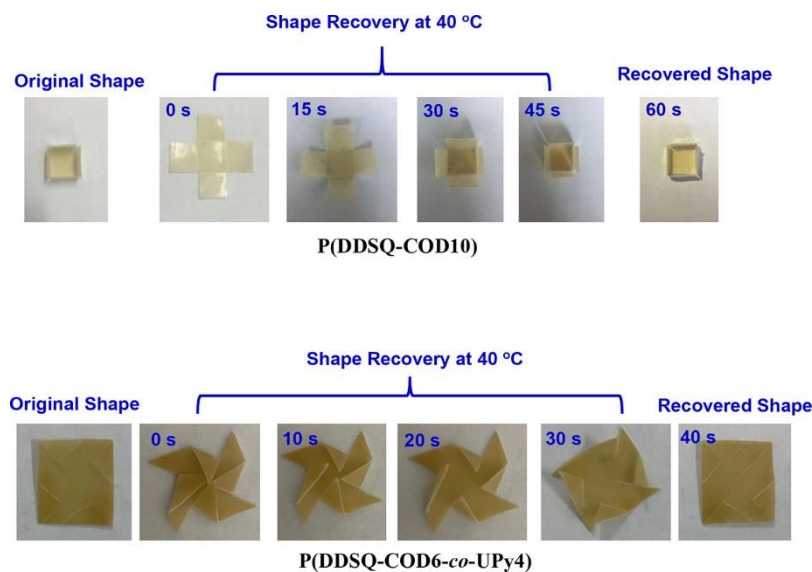 Shape Recovery at 40 °C
Original Shape
Recovered Shape
0 s
15 s
30 s
45 s
60 s
P(DDSQ-COD10)
Shape Recovery at 40 °C
Original Shape
Recovered Shape
0 s
10 s
20 s
30 s
40 s
P(DDSQ-COD6-co-UPy4)